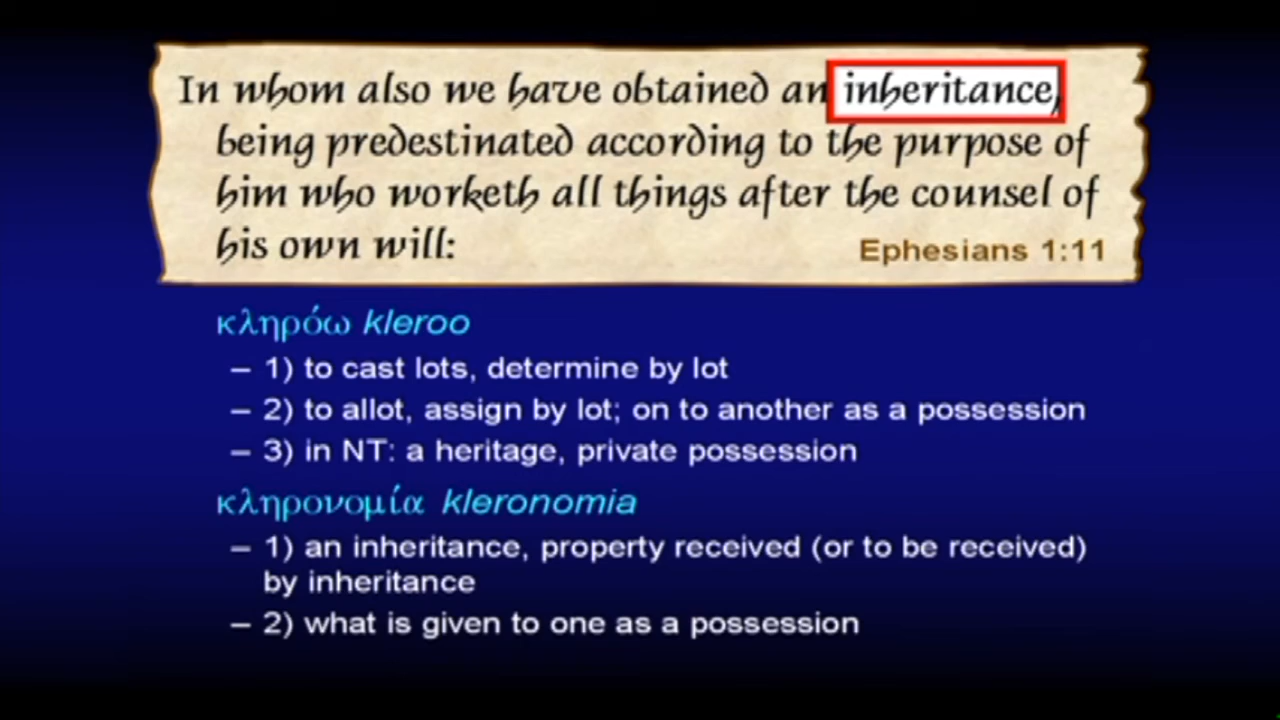 In whom also we have obtained an inheritance,
being predestinated according to the purpose of
him who worketh all things after the counsel of
his own will:
Ephesians 1:11
κληρόω kleroo
– 1) to cast lots, determine by lot
– 2) to allot, assign by lot; on to another as a possession
– 3) in NT: a heritage, private possession
κληρονομία kleronomia
– 1) an inheritance, property received (or to be received)
by inheritance
– 2) what is given to one as a possession